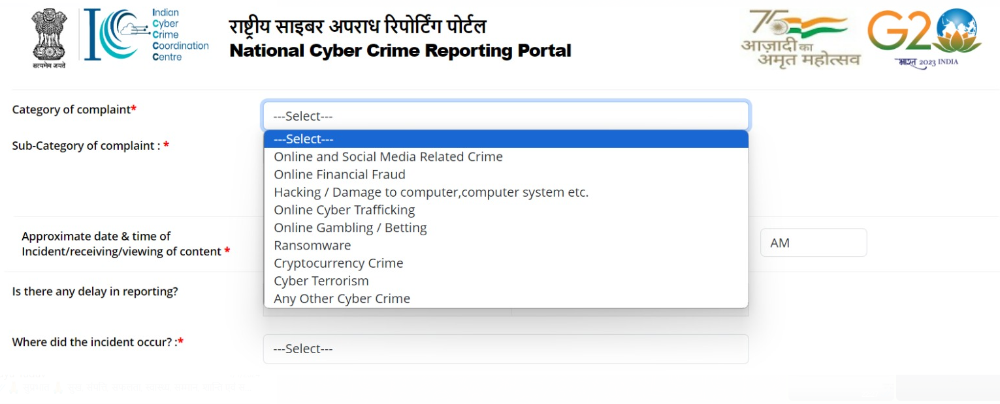 सत्यमेव जयते
Indian
Cyber
Crime
Coordination
Centre
राष्ट्रीय साइबर अपराध रिपोर्टिंग पोर्टल
National Cyber Crime Reporting Portal
75
आज़ादी का
अमृत महोत्सव
G20
भारत 2023 INDIA
Category of complaint*
---Select---
---Select---
Sub-Category of complaint : *
Online and Social Media Related Crime
Online Financial Fraud
Hacking / Damage to computer,computer system etc.
Online Cyber Trafficking
Online Gambling / Betting
Ransomware
Cryptocurrency Crime
Cyber Terrorism
Any Other Cyber Crime
Approximate date & time of
Incident/receiving/viewing of content *
AM
Is there any delay in reporting?
Where did the incident occur? :*
---Select---